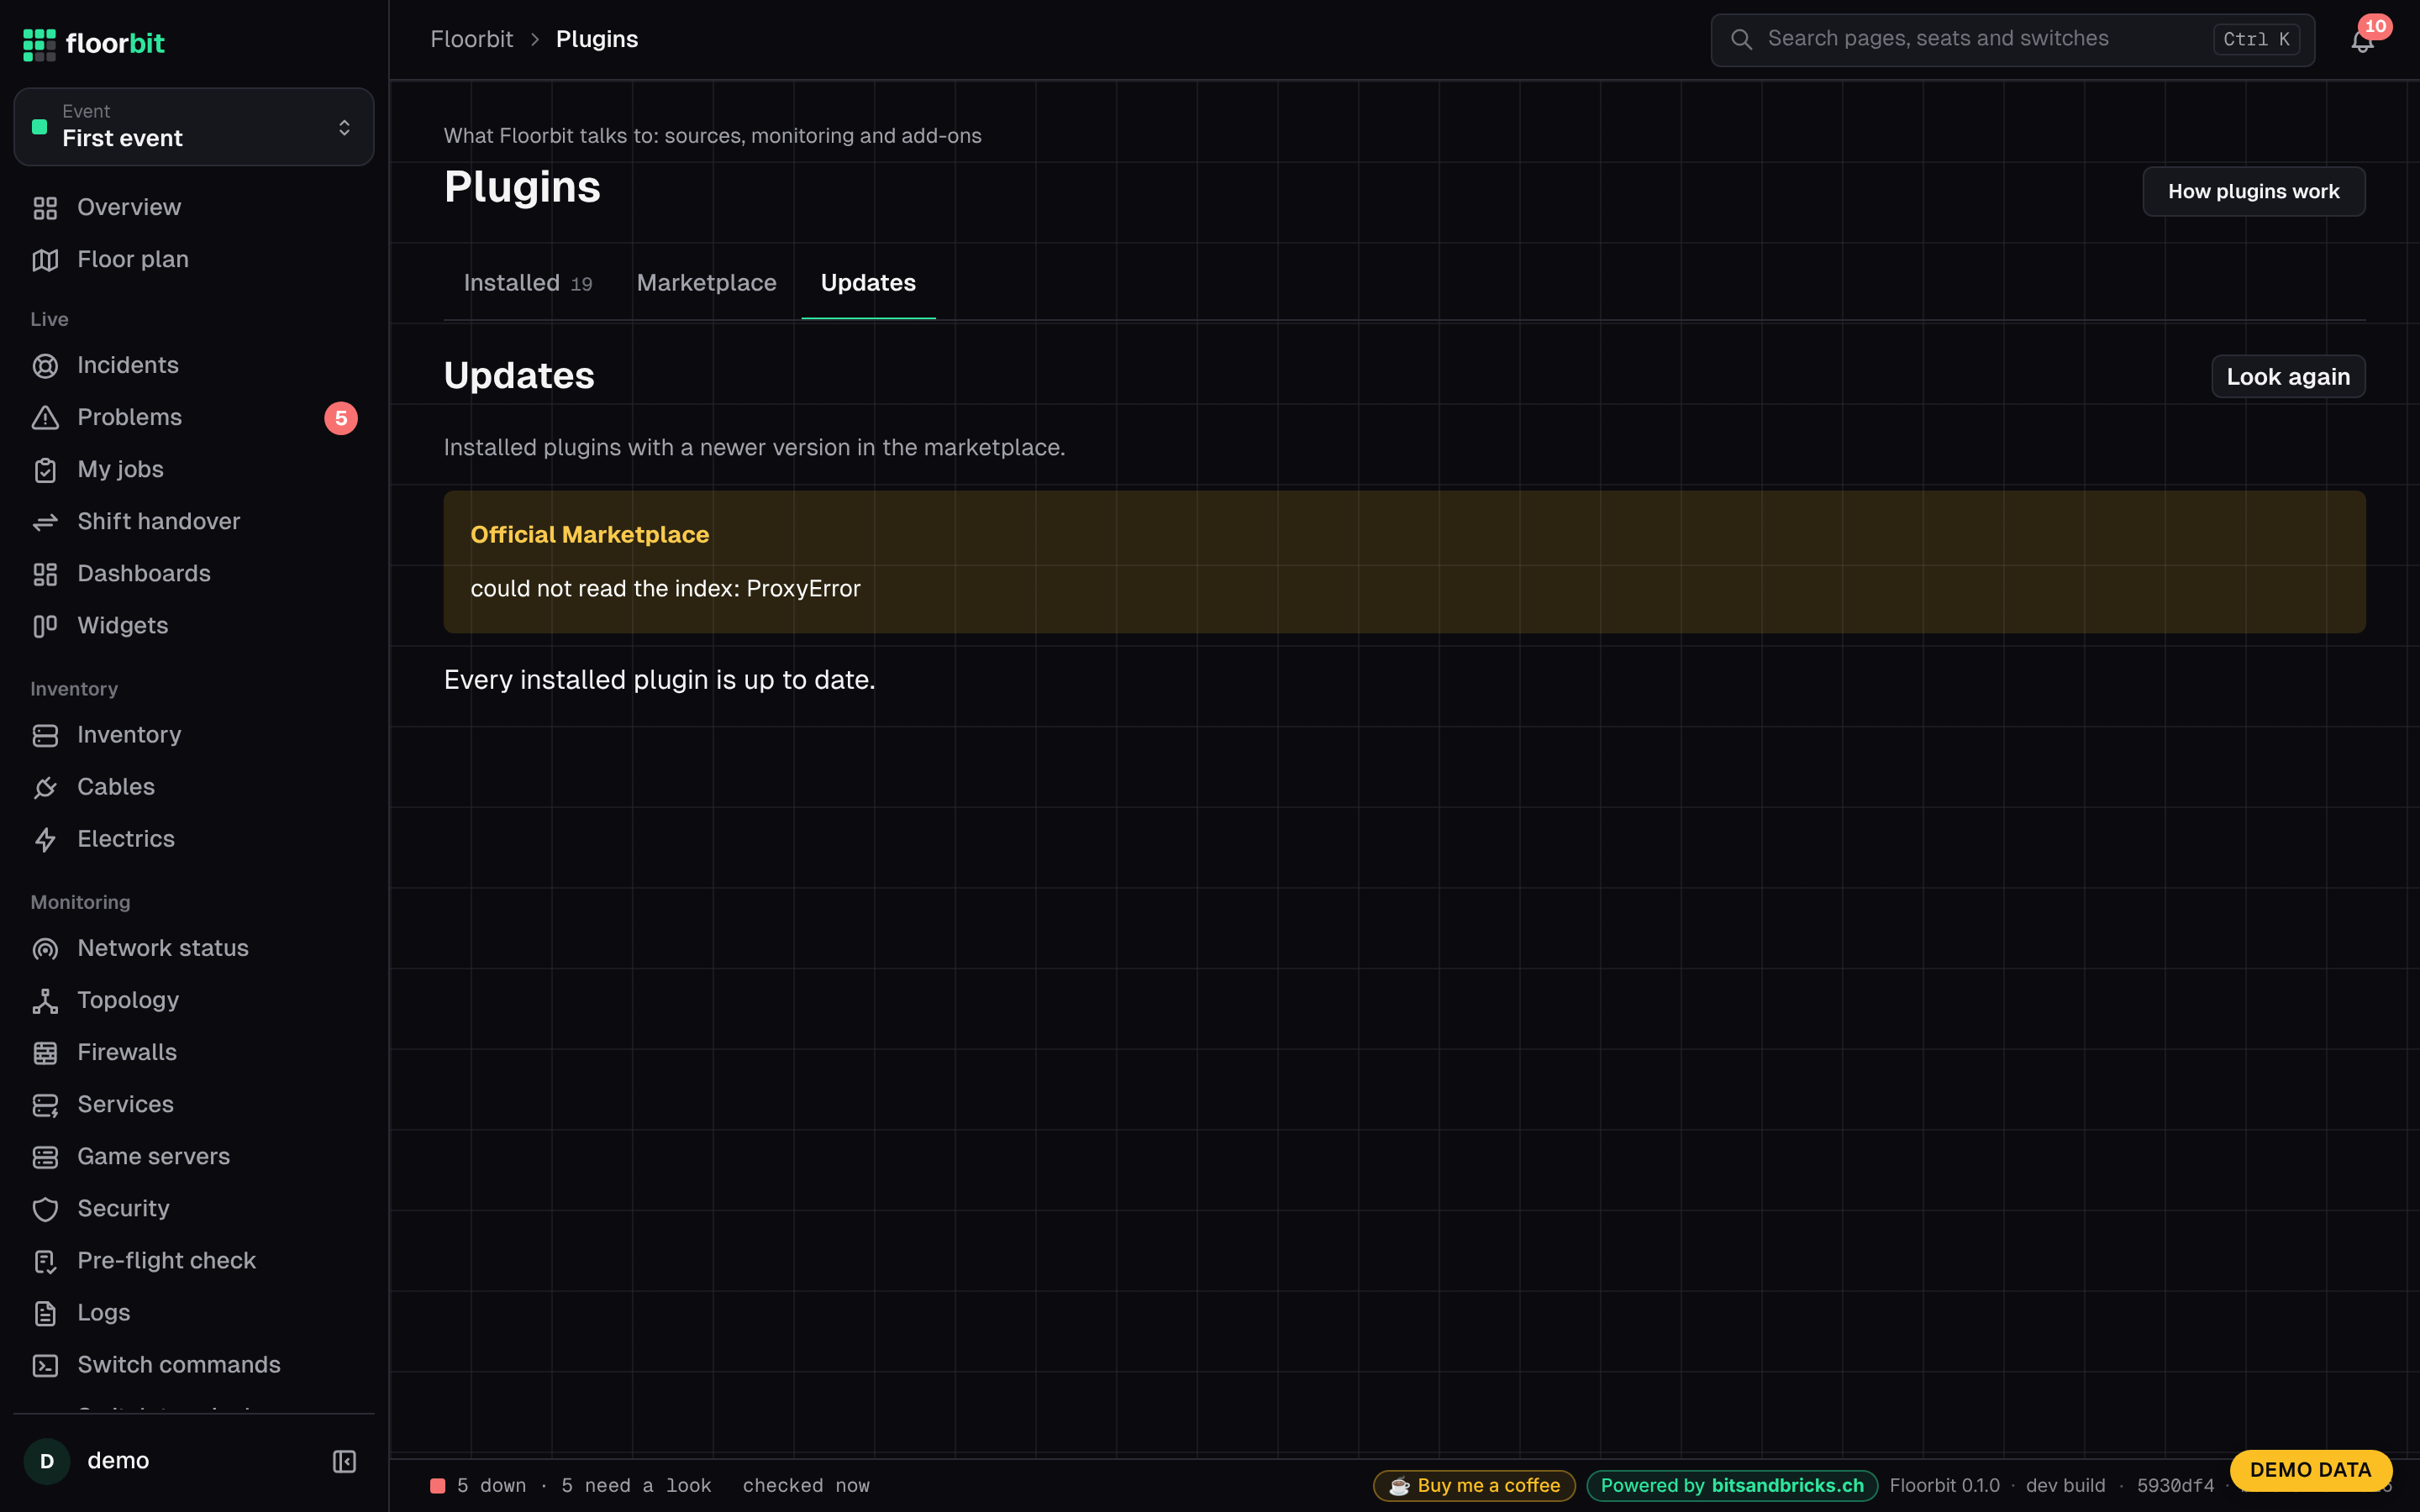 floorbit
Event
First event
Overview
Floor plan
Live
Incidents
Problems 5
My jobs
Shift handover
Dashboards
Widgets
Inventory
Inventory
Cables
Electrics
Monitoring
Network status
Topology
Firewalls
Services
Game servers
Security
Pre-flight check
Logs
Switch commands
D demo
Floorbit > Plugins
Search pages, seats and switches Ctrl K
10
What Floorbit talks to: sources, monitoring and add-ons
Plugins
How plugins work
Installed 19 Marketplace Updates
Updates
Look again
Installed plugins with a newer version in the marketplace.
Official Marketplace
could not read the index: ProxyError
Every installed plugin is up to date.
5 down · 5 need a look checked now
Buy me a coffee
Powered by bitsandbricks.ch
Floorbit 0.1.0 · dev build · 5930df4 ·
DEMO DATA